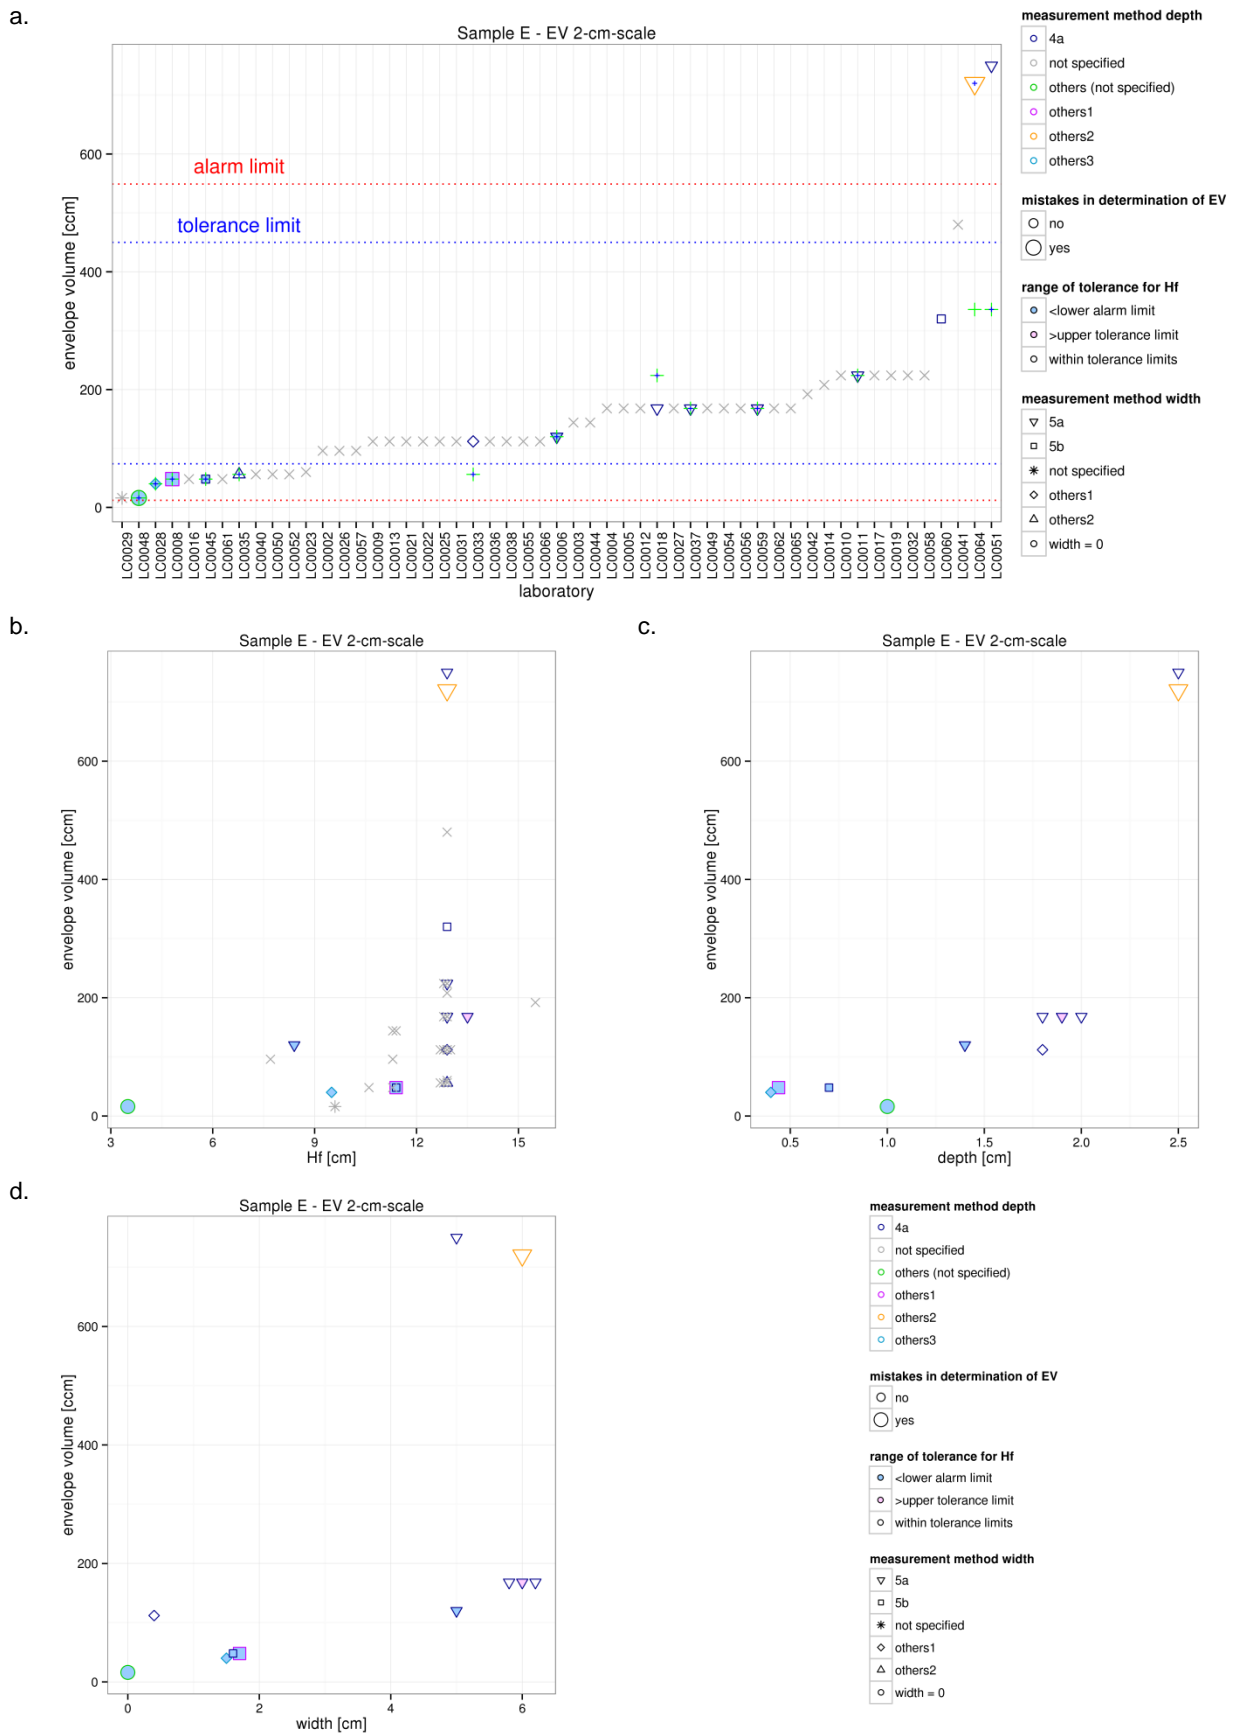 a.
Sample E - EV 2-cm-scale
envelope volume [ccm]
600
400
200
0
alarm limit
tolerance limit
LC0029
LC0048
LC0028
LC0008
LC0016
LC0045
LC0061
LC0035
LC0040
LC0050
LC0052
LC0023
LC0002
LC0026
LC0057
LC0009
LC0013
LC0021
LC0022
LC0025
LC0031
LC0033
LC0036
LC0038
LC0055
LC0066
LC0006
LC0003
LC0044
LC0004
LC0005
LC0012
LC0018
LC0027
LC0037
LC0049
LC0054
LC0056
LC0059
LC0062
LC0065
LC0042
LC0014
LC0010
LC0011
LC0017
LC0019
LC0032
LC0058
LC0060
LC0041
LC0064
LC0051
laboratory
measurement method depth
4a
not specified
others (not specified)
others1
others2
others3
mistakes in determination of EV
no
yes
range of tolerance for Hf
<lower alarm limit
>upper tolerance limit
within tolerance limits
measurement method width
5a
5b
not specified
others1
others2
width = 0
b.
Sample E - EV 2-cm-scale
envelope volume [ccm]
600
400
200
0
3 6 9 12 15
Hf [cm]
c.
Sample E - EV 2-cm-scale
envelope volume [ccm]
600
400
200
0
0.5 1.0 1.5 2.0 2.5
depth [cm]
d.
Sample E - EV 2-cm-scale
envelope volume [ccm]
600
400
200
0
0 2 4 6
width [cm]
measurement method depth
4a
not specified
others (not specified)
others1
others2
others3
mistakes in determination of EV
no
yes
range of tolerance for Hf
<lower alarm limit
>upper tolerance limit
within tolerance limits
measurement method width
5a
5b
not specified
others1
others2
width = 0